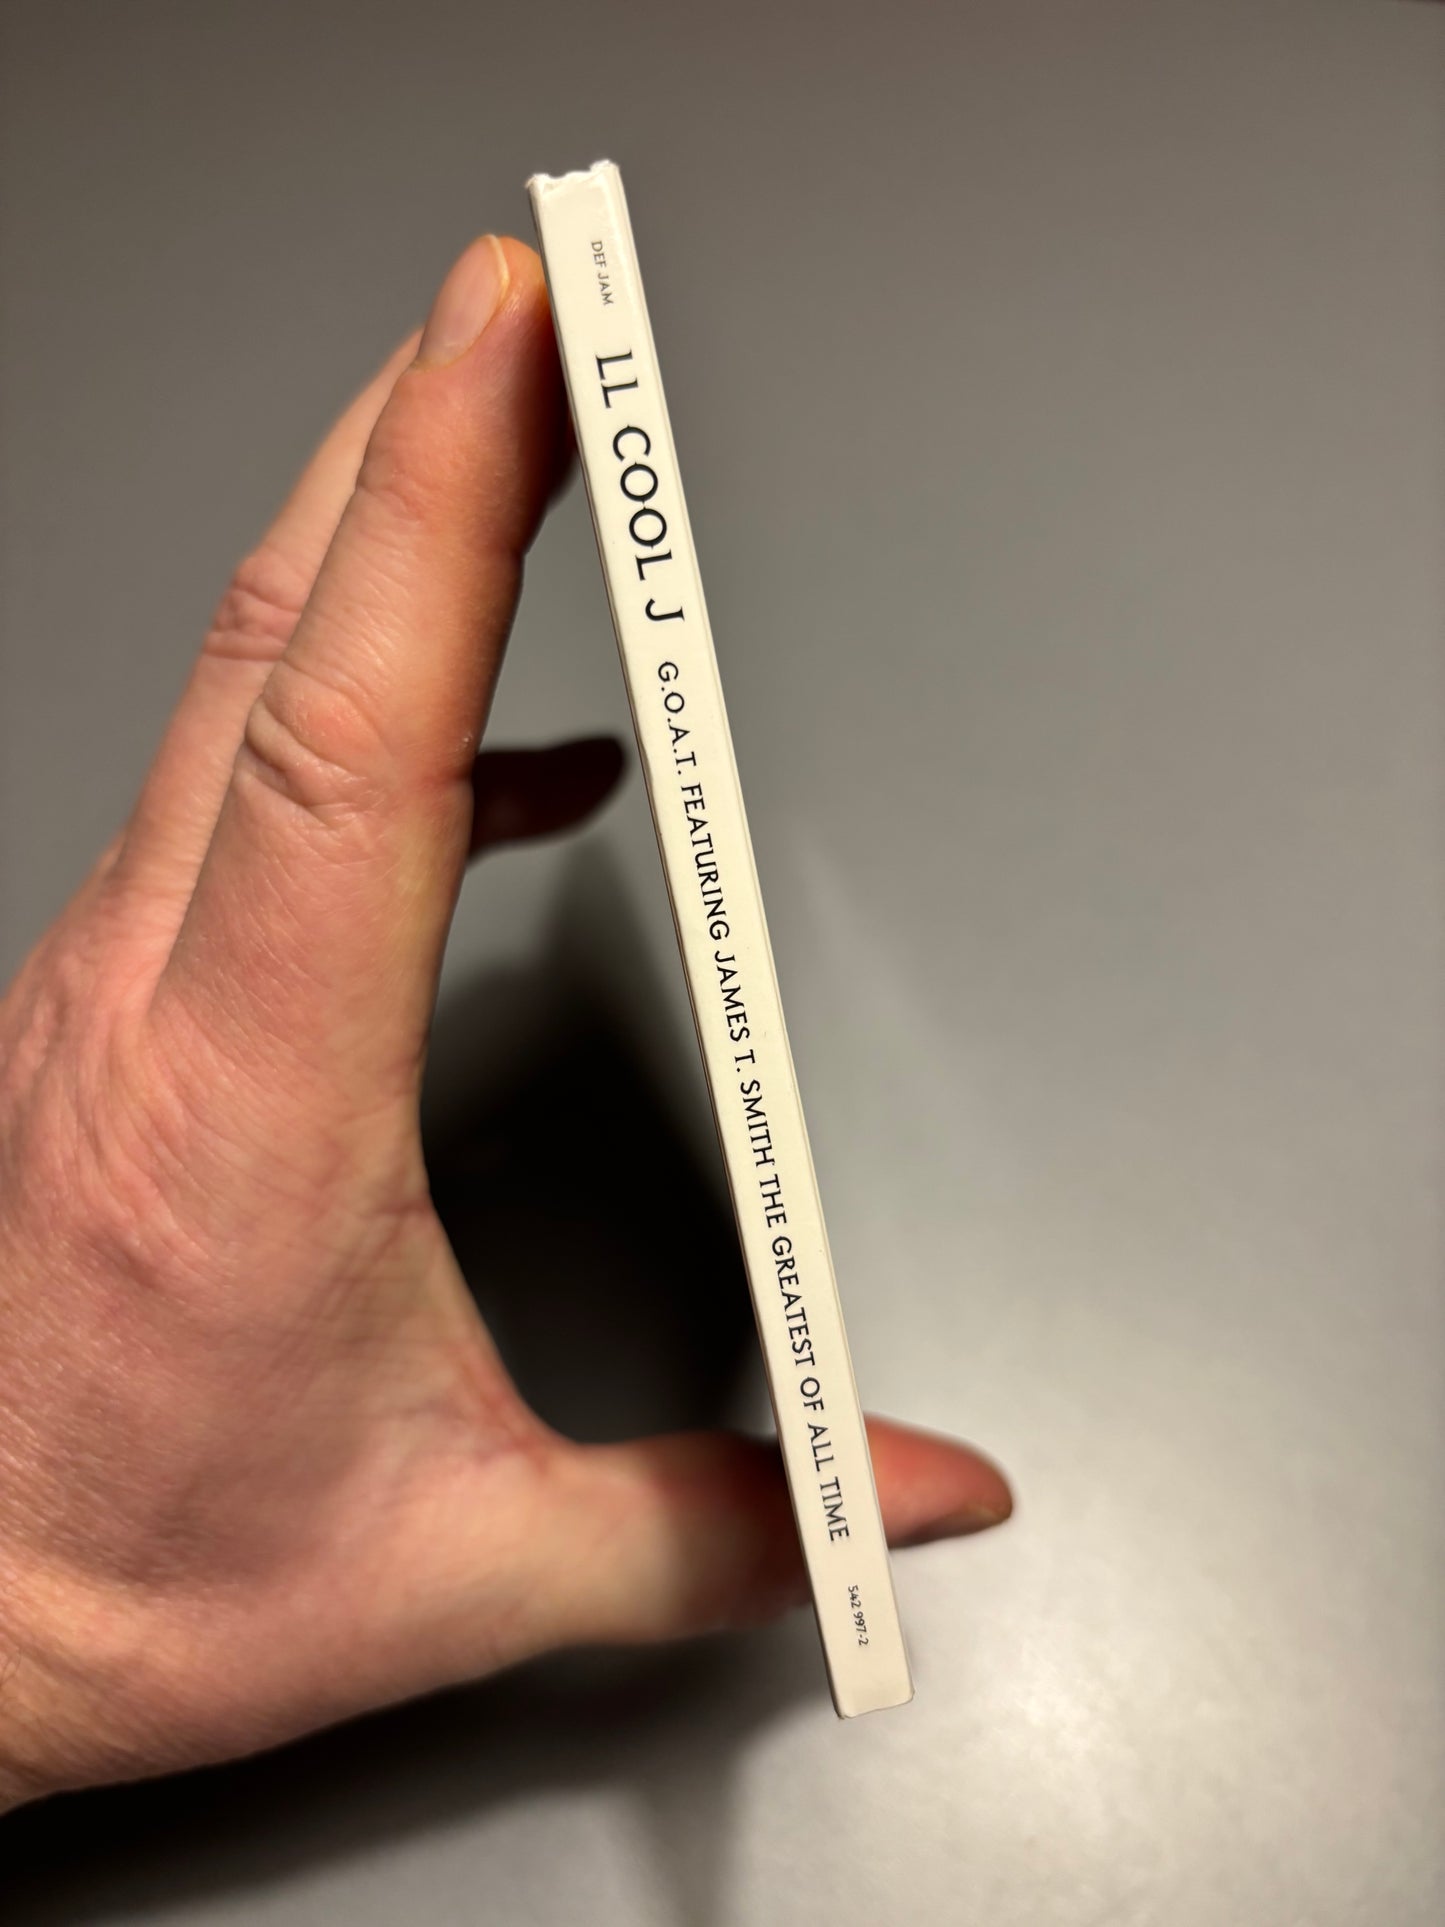 DEF JAM LL COOL J G.O.A.T. FEATURING JAMES T. SMITH THE GREATEST OF ALL TIME 542 997-2